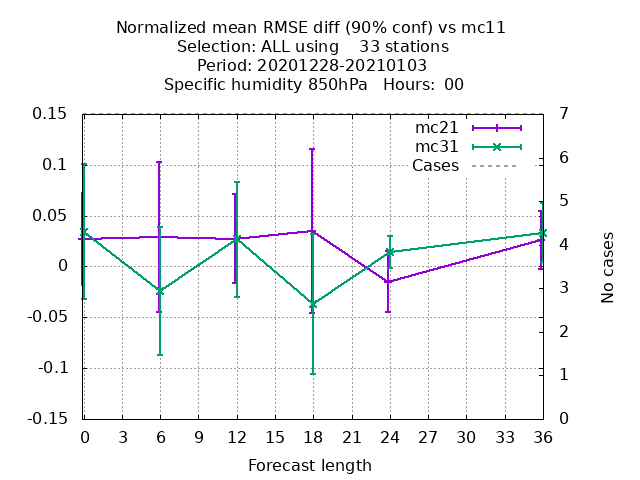 Normalized mean RMSE diff (90% conf) vs mc11
Selection: ALL using    33 stations
Period: 20201228-20210103
Specific humidity 850hPa   Hours: 00
mc21
mc31
Cases
0.15
0.1
0.05
0
-0.05
-0.1
-0.15
7
6
5
4
3
2
1
0
No cases
0 3 6 9 12 15 18 21 24 27 30 33 36
Forecast length